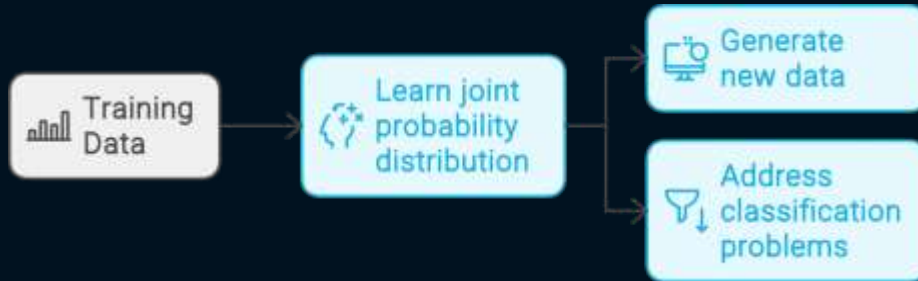 Training
Data
Learn joint
probability
distribution
Generate
new data
Address
classification
problems